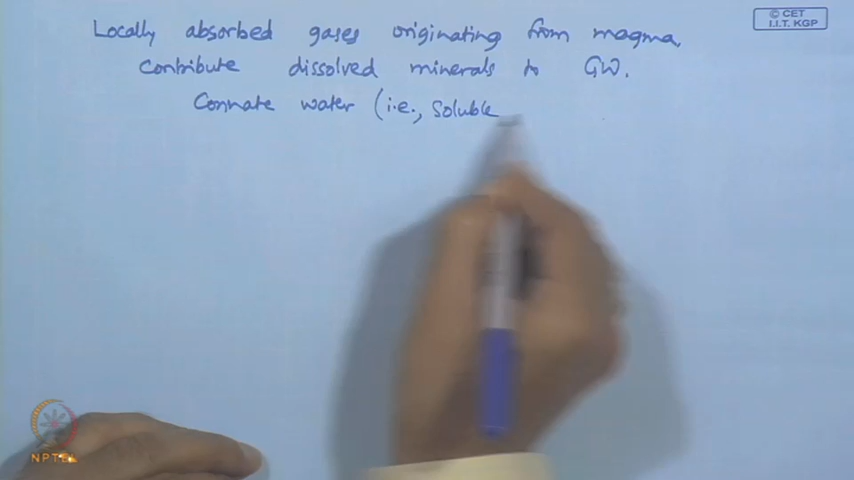 Locally absorbed gases originating from magma,
contribute dissolved minerals to GW.
Connate water (i.e., soluble
© CET
I.I.T. KGP
NPTEL